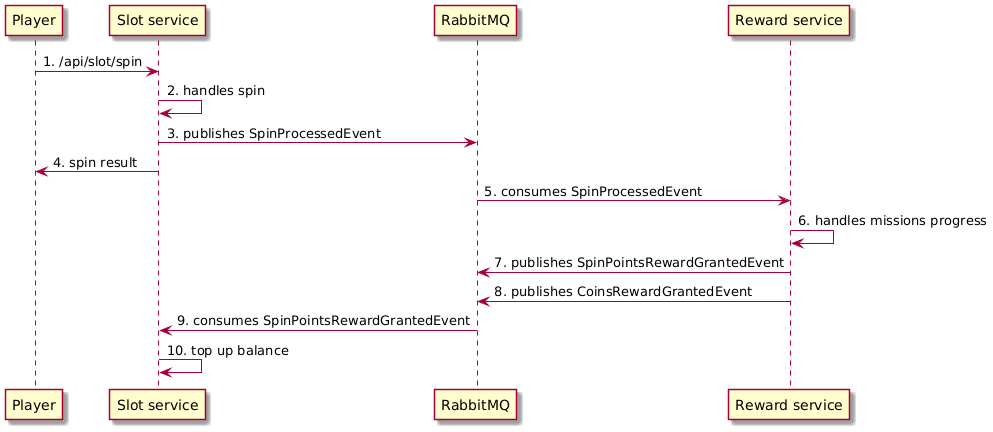 Player
Slot service
RabbitMQ
Reward service
1. /api/slot/spin
2. handles spin
3. publishes SpinProcessedEvent
4. spin result
5. consumes SpinProcessedEvent
6. handles missions progress
7. publishes SpinPointsRewardGrantedEvent
8. publishes CoinsRewardGrantedEvent
9. consumes SpinPointsRewardGrantedEvent
10. top up balance
Player
Slot service
RabbitMQ
Reward service